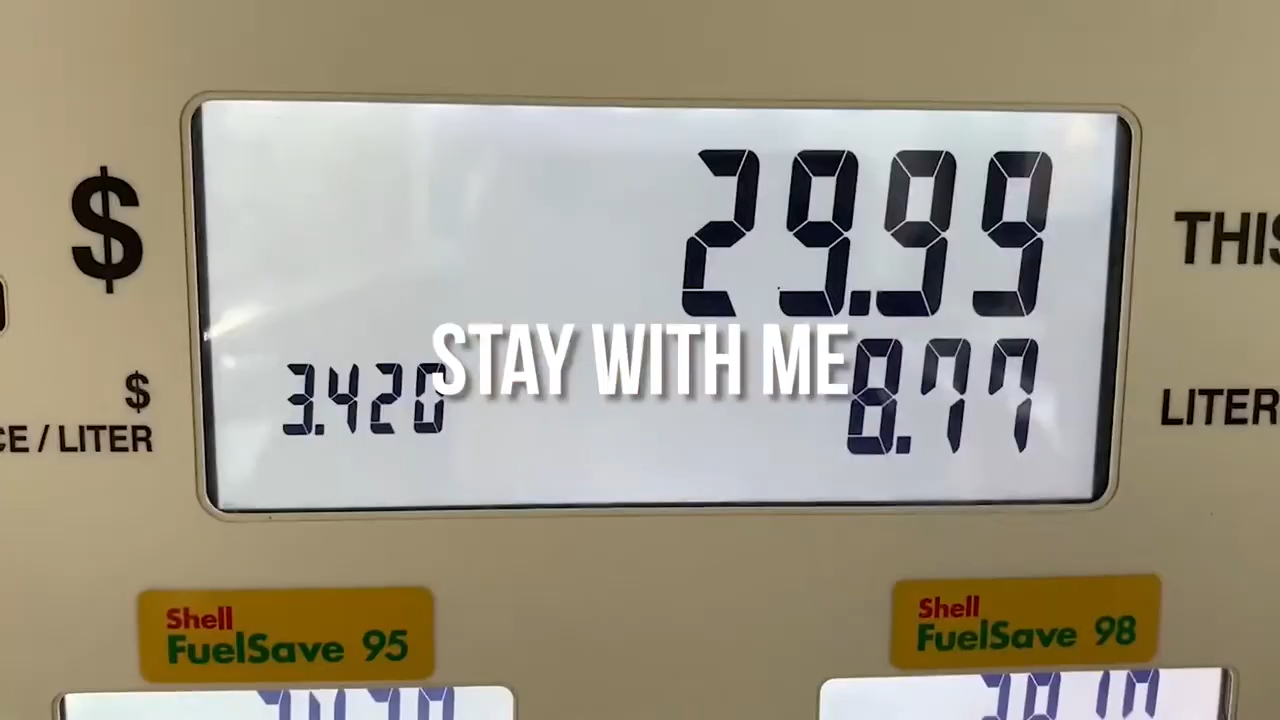 $
29.99
THIS
STAY WITH ME
3.420
8.77
$
CE / LITER
LITER
Shell
FuelSave 95
Shell
FuelSave 98